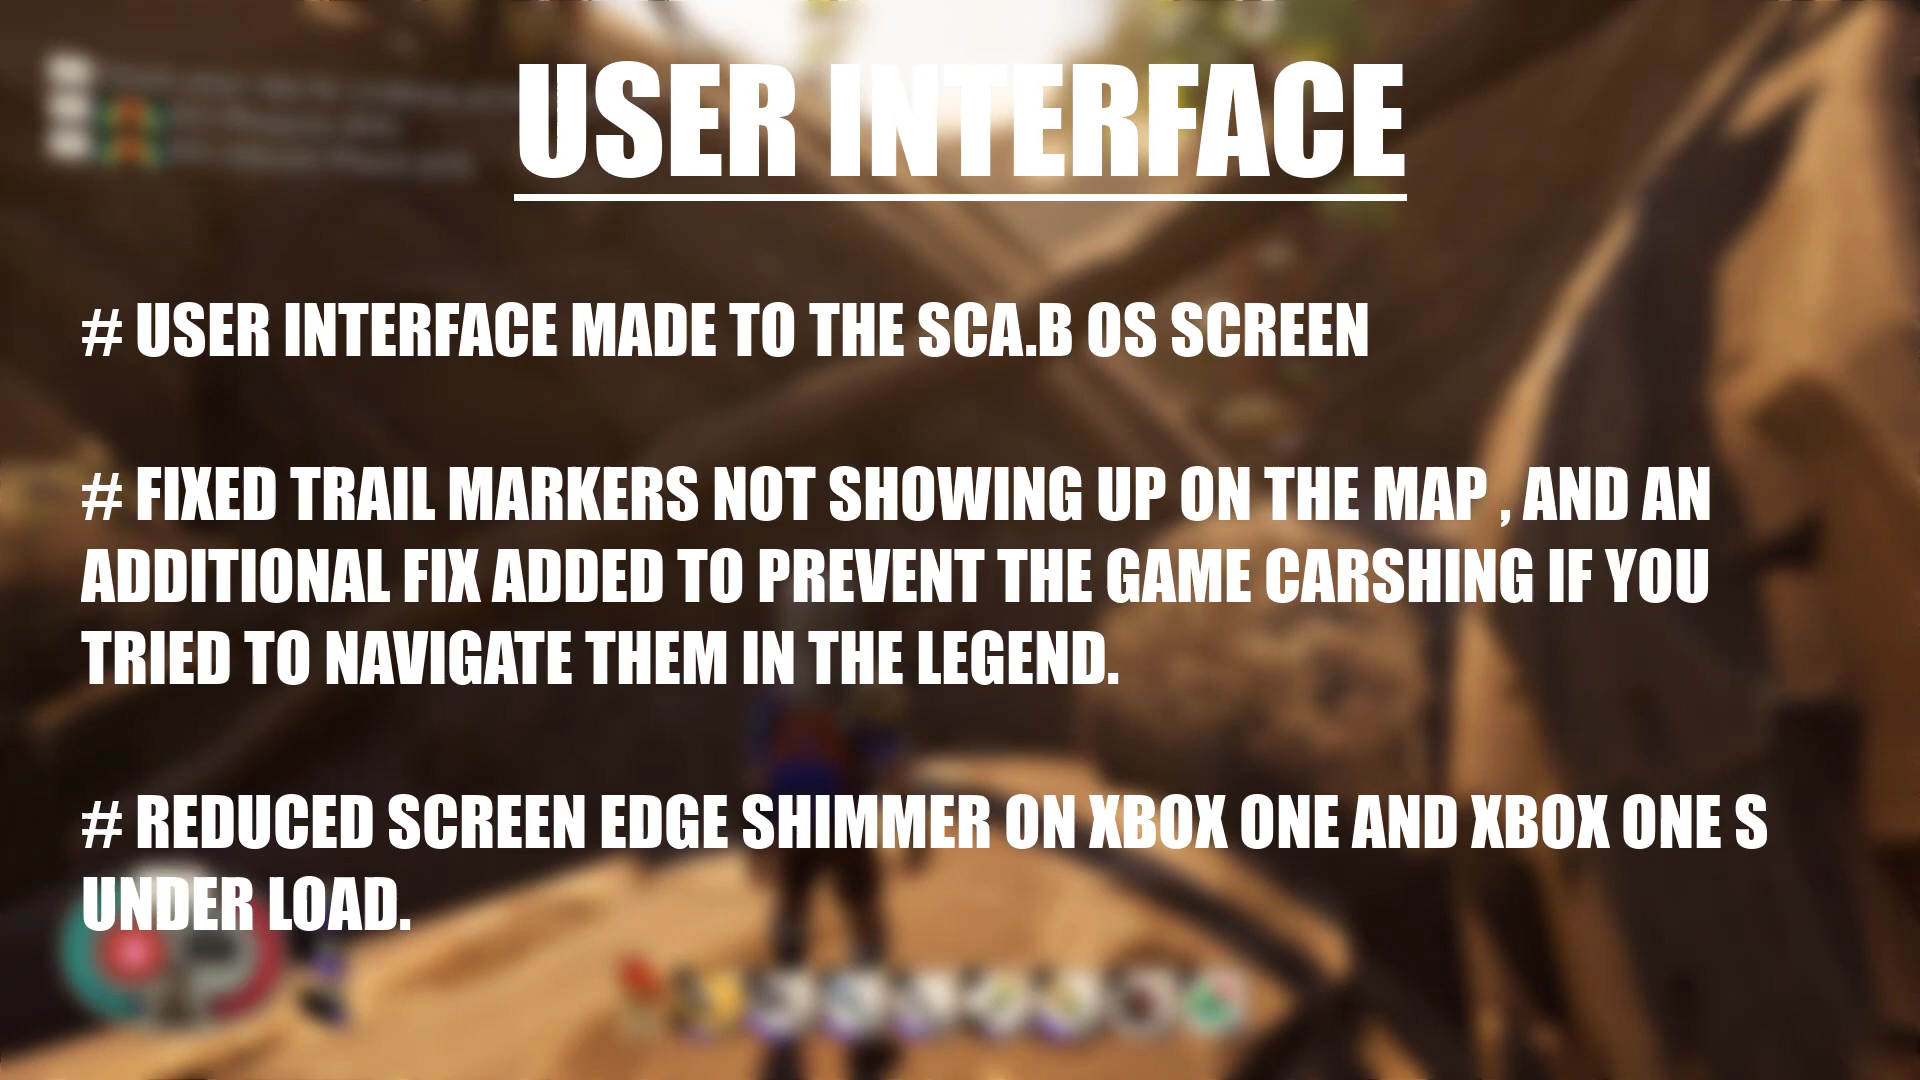 USER INTERFACE
# USER INTERFACE MADE TO THE SCA.B OS SCREEN
# FIXED TRAIL MARKERS NOT SHOWING UP ON THE MAP , AND AN
ADDITIONAL FIX ADDED TO PREVENT THE GAME CARSHING IF YOU
TRIED TO NAVIGATE THEM IN THE LEGEND.
# REDUCED SCREEN EDGE SHIMMER ON XBOX ONE AND XBOX ONE S
UNDER LOAD.